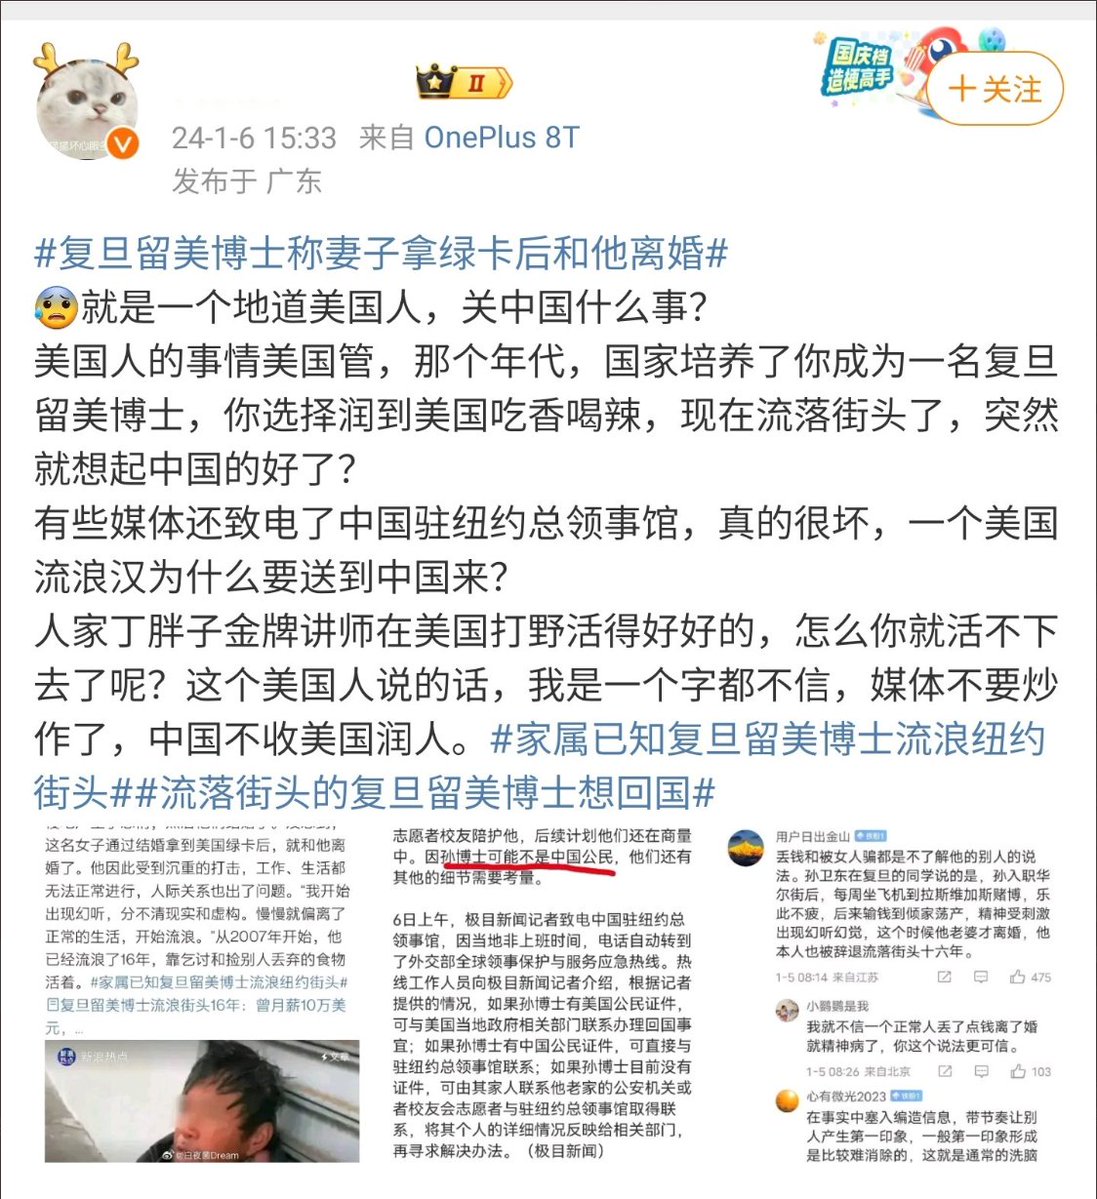 国庆档
造梗高手
十关注
II
24-1-6 15:33 来自 OnePlus 8T
发布于 广东
#复旦留美博士称妻子拿绿卡后和他离婚#
就是一个地道美国人，关中国什么事？
美国人的事情美国管，那个年代，国家培养了你成为一名复旦
留美博士，你选择润到美国吃香喝辣，现在流落街头了，突然
就想起中国的好了？
有些媒体还致电了中国驻纽约总领事馆，真的很坏，一个美国
流浪汉为什么要送到中国来？
人家丁胖子金牌讲师在美国打野活得好好的，怎么你就活不下
去了呢？这个美国人说的话，我是一个字都不信，媒体不要炒
作了，中国不收美国润人。#家属已知复旦留美博士流浪纽约
街头##流落街头的复旦留美博士想回国#
这名女子通过结婚拿到美国绿卡后，就和他离
婚了。他因此受到沉重的打击，工作、生活都
无法正常进行，人际关系也出了问题。“我开始
出现幻听，分不清现实和虚构。慢慢就偏离了
正常的生活，开始流浪。”从2007年开始，他
已经流浪了16年，靠乞讨和捡别人丢弃的食物
活着。#家属已知复旦留美博士流浪纽约街头#
复旦留美博士流浪街头16年：曾月薪10万美
元，...
新浪热点
文章
@白夜菌Dream
志愿者校友陪护他，后续计划他们还在商量
中。因孙博士可能不是中国公民，他们还有
其他的细节需要考量。
6日上午，极目新闻记者致电中国驻纽约总
领事馆，因当地非上班时间，电话自动转到
了外交部全球领事保护与服务应急热线。热
线工作人员向极目新闻记者介绍，根据记者
提供的情况，如果孙博士有美国公民证件，
可与美国当地政府相关部门联系办理回国事
宜；如果孙博士有中国公民证件，可直接与
驻纽约总领事馆联系；如果孙博士目前没有
证件，可由其家人联系他老家的公安机关或
者校友会志愿者与驻纽约总领事馆取得联
系，将其个人的详细情况反映给相关部门，
再寻求解决办法。（极目新闻）
用户日出金山 铁粉1
丢钱和被女人骗都是不了解他的别人的说
法。孙卫东在复旦的同学说的是，孙入职华
尔街后，每周坐飞机到拉斯维加斯赌博，乐
此不疲，后来输钱到倾家荡产，精神受刺激
出现幻听幻觉，这个时候他老婆才离婚，他
本人也被辞退流落街头十六年。
1-5 08:14 来自江苏 475
小鹦鹉是我
我就不信一个正常人丢了点钱离了婚
就精神病了，你这个说法更可信。
1-5 08:26 来自北京 103
心有微光2023 铁粉1
在事实中塞入编造信息，带节奏让别
人产生第一印象，一般第一印象形成
是比较难消除的，这就是通常的洗脑